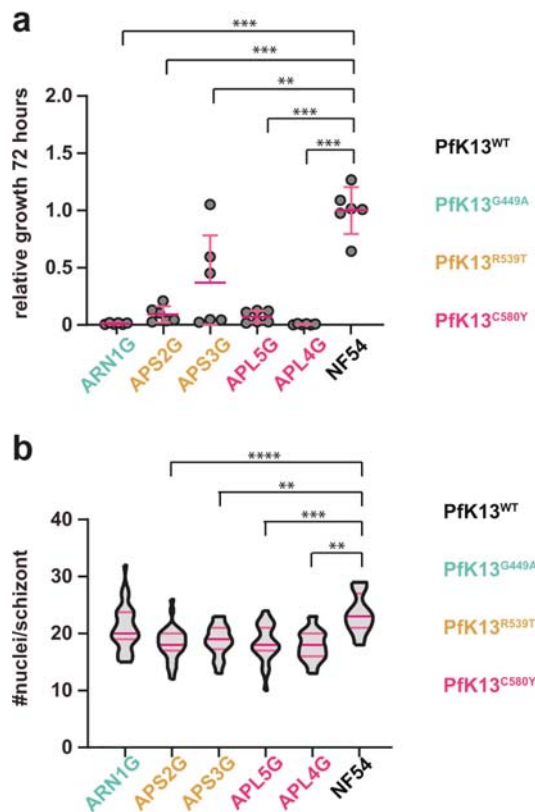 a
***
***
**
***
***
relative growth 72 hours
2.0
1.5
1.0
0.5
0
ARN1G
APS2G
APS3G
APL5G
APL4G
NF54
PfK13WT
PfK13G449A
PfK13R539T
PfK13C580Y
b
****
**
***
**
#nuclei/schizont
40
30
20
10
0
ARN1G
APS2G
APS3G
APL5G
APL4G
NF54
PfK13WT
PfK13G449A
PfK13R539T
PfK13C580Y